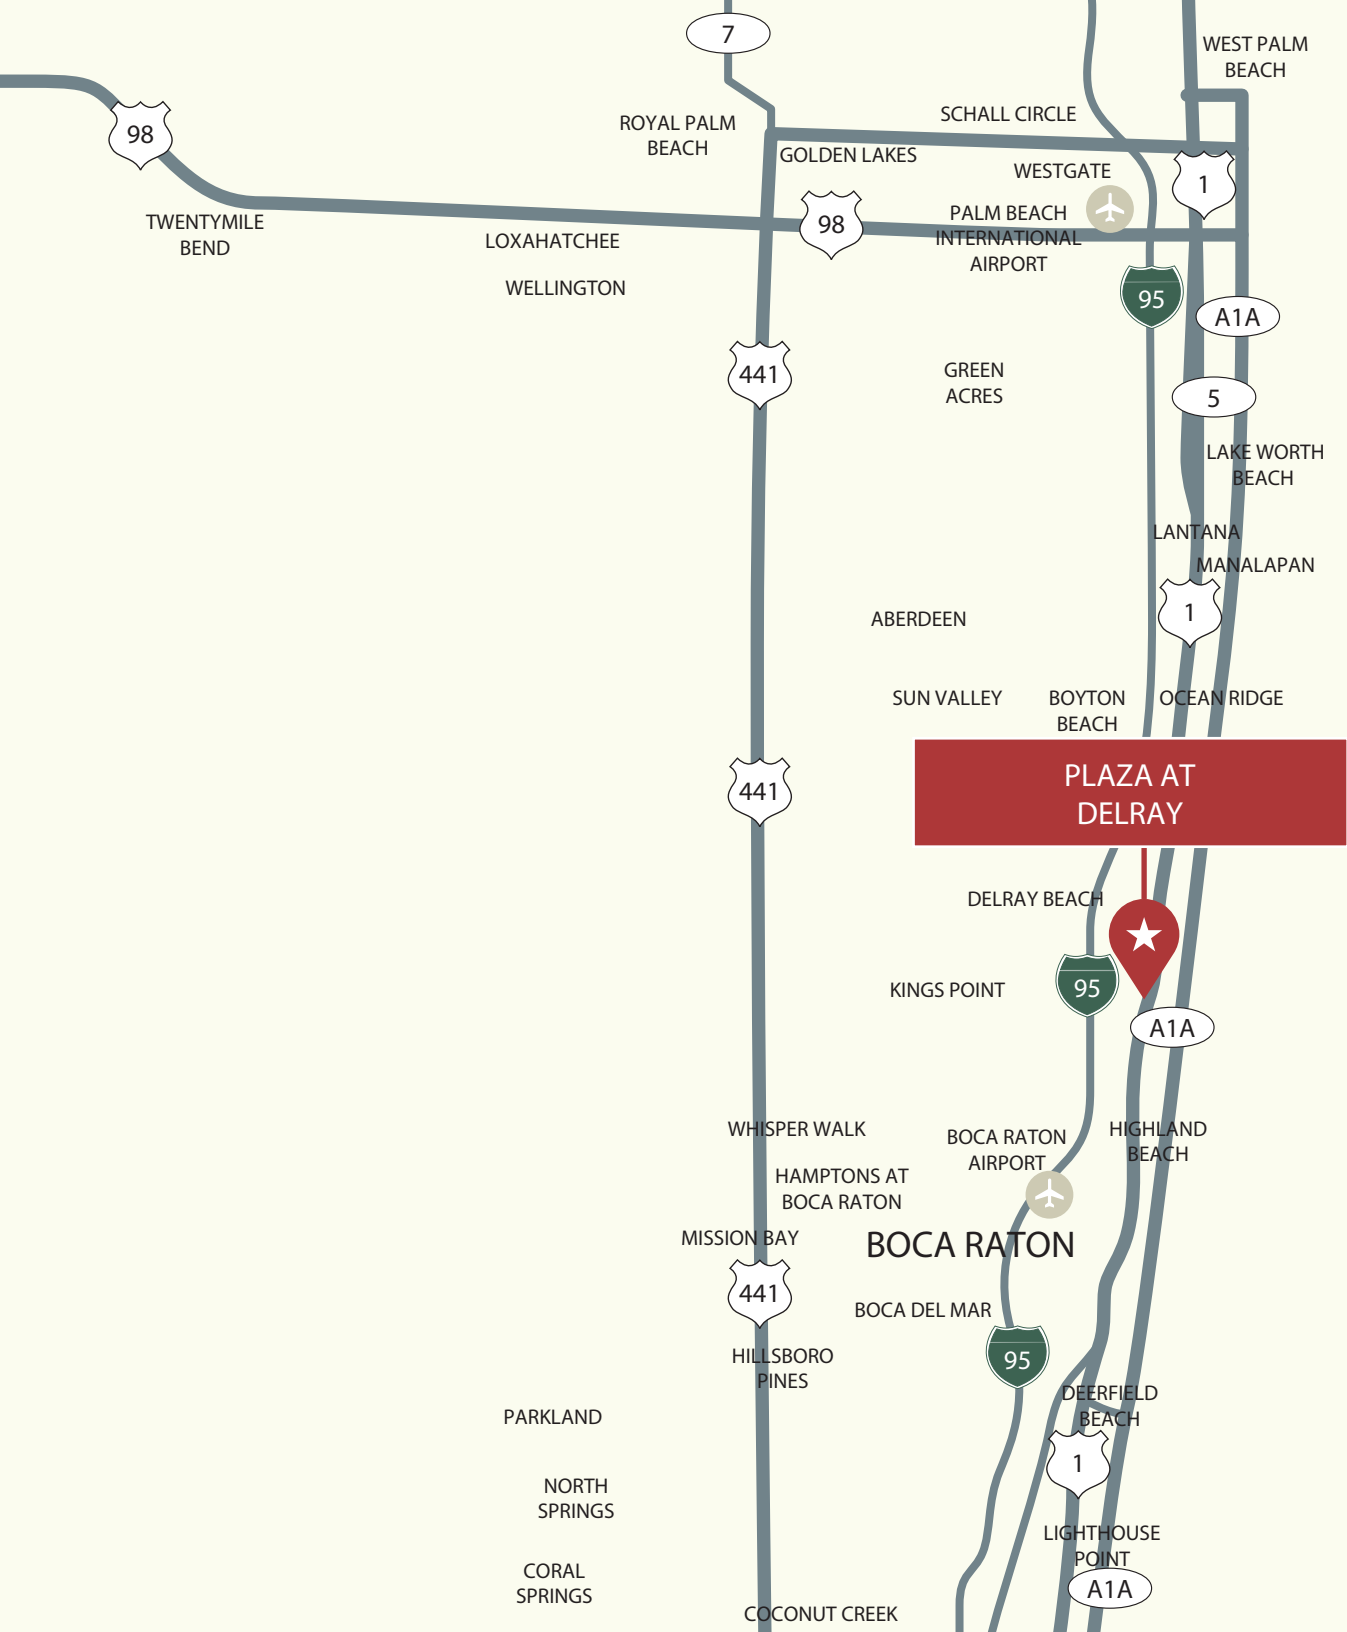 7
WEST PALM
BEACH
98
ROYAL PALM
BEACH
SCHALL CIRCLE
GOLDEN LAKES
WESTGATE
1
TWENTYMILE
BEND
LOXAHATCHEE
98
PALM BEACH
INTERNATIONAL
AIRPORT
WELLINGTON
95
A1A
441
GREEN
ACRES
5
LAKE WORTH
BEACH
LANTANA
MANALAPAN
ABERDEEN
1
SUN VALLEY
BOYTON
BEACH
OCEAN RIDGE
441
PLAZA AT
DELRAY
DELRAY BEACH
KINGS POINT
95
A1A
WHISPER WALK
BOCA RATON
AIRPORT
HIGHLAND
BEACH
HAMPTONS AT
BOCA RATON
MISSION BAY
BOCA RATON
441
BOCA DEL MAR
HILLSBORO
PINES
95
DEERFIELD
BEACH
PARKLAND
1
NORTH
SPRINGS
LIGHTHOUSE
POINT
CORAL
SPRINGS
A1A
COCONUT CREEK